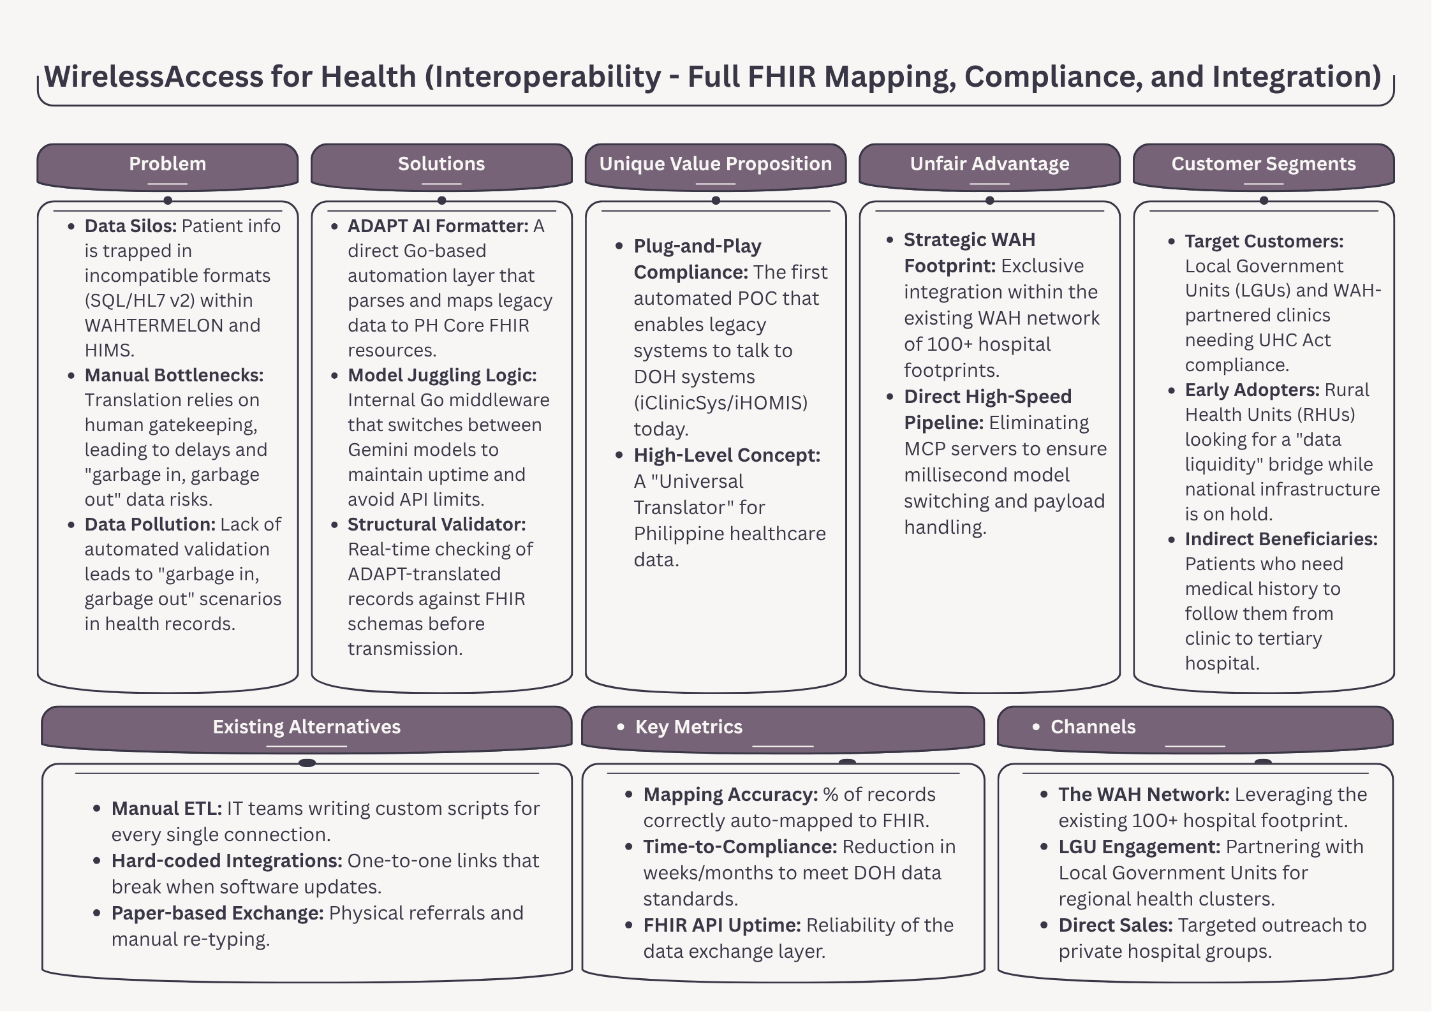 WirelessAccess for Health (Interoperability - Full FHIR Mapping, Compliance, and Integration)
Problem
• Data Silos: Patient info
is trapped in
incompatible formats
(SQL/HL7 v2) within
WAHTERMELON and
HIMS.
• Manual Bottlenecks:
Translation relies on
human gatekeeping,
leading to delays and
"garbage in, garbage
out" data risks.
• Data Pollution: Lack of
automated validation
leads to "garbage in,
garbage out" scenarios
in health records.
Solutions
• ADAPT AI Formatter: A
direct Go-based
automation layer that
parses and maps legacy
data to PH Core FHIR
resources.
• Model Juggling Logic:
Internal Go middleware
that switches between
Gemini models to
maintain uptime and
avoid API limits.
• Structural Validator:
Real-time checking of
ADAPT-translated
records against FHIR
schemas before
transmission.
Unique Value Proposition
• Plug-and-Play
Compliance: The first
automated POC that
enables legacy
systems to talk to
DOH systems
(iClinicSys/iHOMIS)
today.
• High-Level Concept:
A "Universal
Translator" for
Philippine healthcare
data.
Unfair Advantage
• Strategic WAH
Footprint: Exclusive
integration within the
existing WAH network
of 100+ hospital
footprints.
• Direct High-Speed
Pipeline: Eliminating
MCP servers to ensure
millisecond model
switching and payload
handling.
Customer Segments
• Target Customers:
Local Government
Units (LGUs) and WAH-
partnered clinics
needing UHC Act
compliance.
• Early Adopters: Rural
Health Units (RHUs)
looking for a "data
liquidity" bridge while
national infrastructure
is on hold.
• Indirect Beneficiaries:
Patients who need
medical history to
follow them from
clinic to tertiary
hospital.
Existing Alternatives
• Manual ETL: IT teams writing custom scripts for
every single connection.
• Hard-coded Integrations: One-to-one links that
break when software updates.
• Paper-based Exchange: Physical referrals and
manual re-typing.
• Key Metrics
• Mapping Accuracy: % of records
correctly auto-mapped to FHIR.
• Time-to-Compliance: Reduction in
weeks/months to meet DOH data
standards.
• FHIR API Uptime: Reliability of the
data exchange layer.
• Channels
• The WAH Network: Leveraging the
existing 100+ hospital footprint.
• LGU Engagement: Partnering with
Local Government Units for
regional health clusters.
• Direct Sales: Targeted outreach to
private hospital groups.